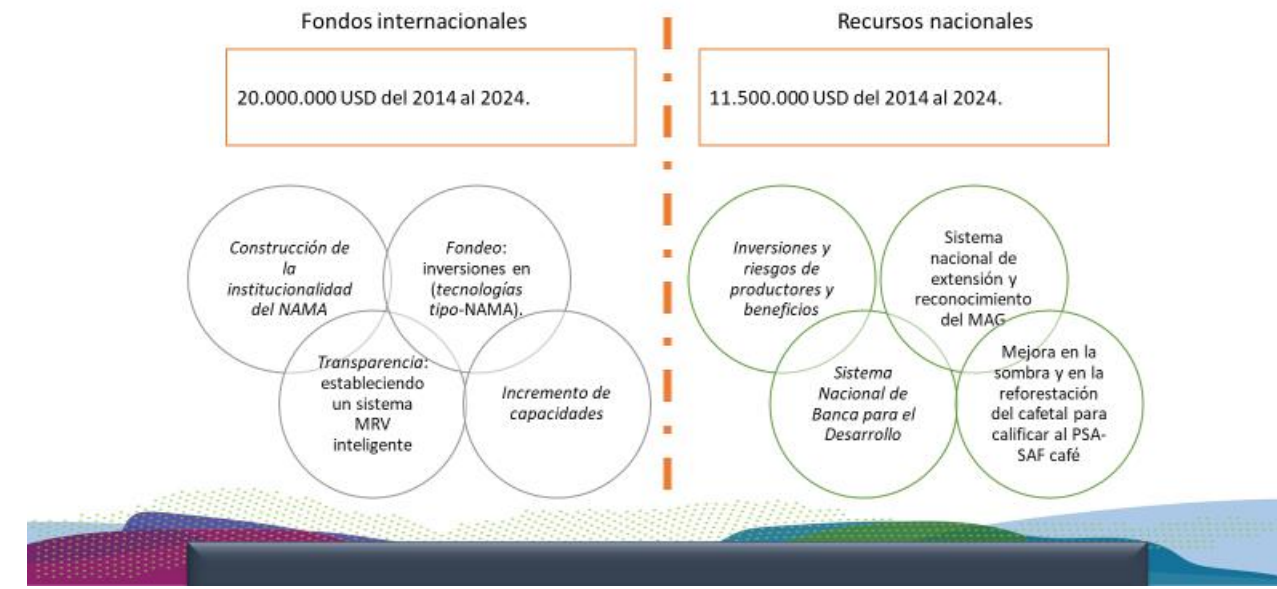 Fondos internacionales
20.000.000 USD del 2014 al 2024.
Construcción de
la
institucionalidad
del NAMA
Fondeo:
inversiones en
(tecnologías
tipo-NAMA).
Transparencia:
estableciendo
un sistema
MRV
inteligente
Incremento de
capacidades
Recursos nacionales
11.500.000 USD del 2014 al 2024.
Inversiones y
riesgos de
productores y
beneficios
Sistema
nacional de
extensión y
reconocimiento
del MAG
Sistema
Nacional de
Banca para el
Desarrollo
Mejora en la
sombra y en la
reforestación
del cafetal para
calificar al PSA-
SAF café